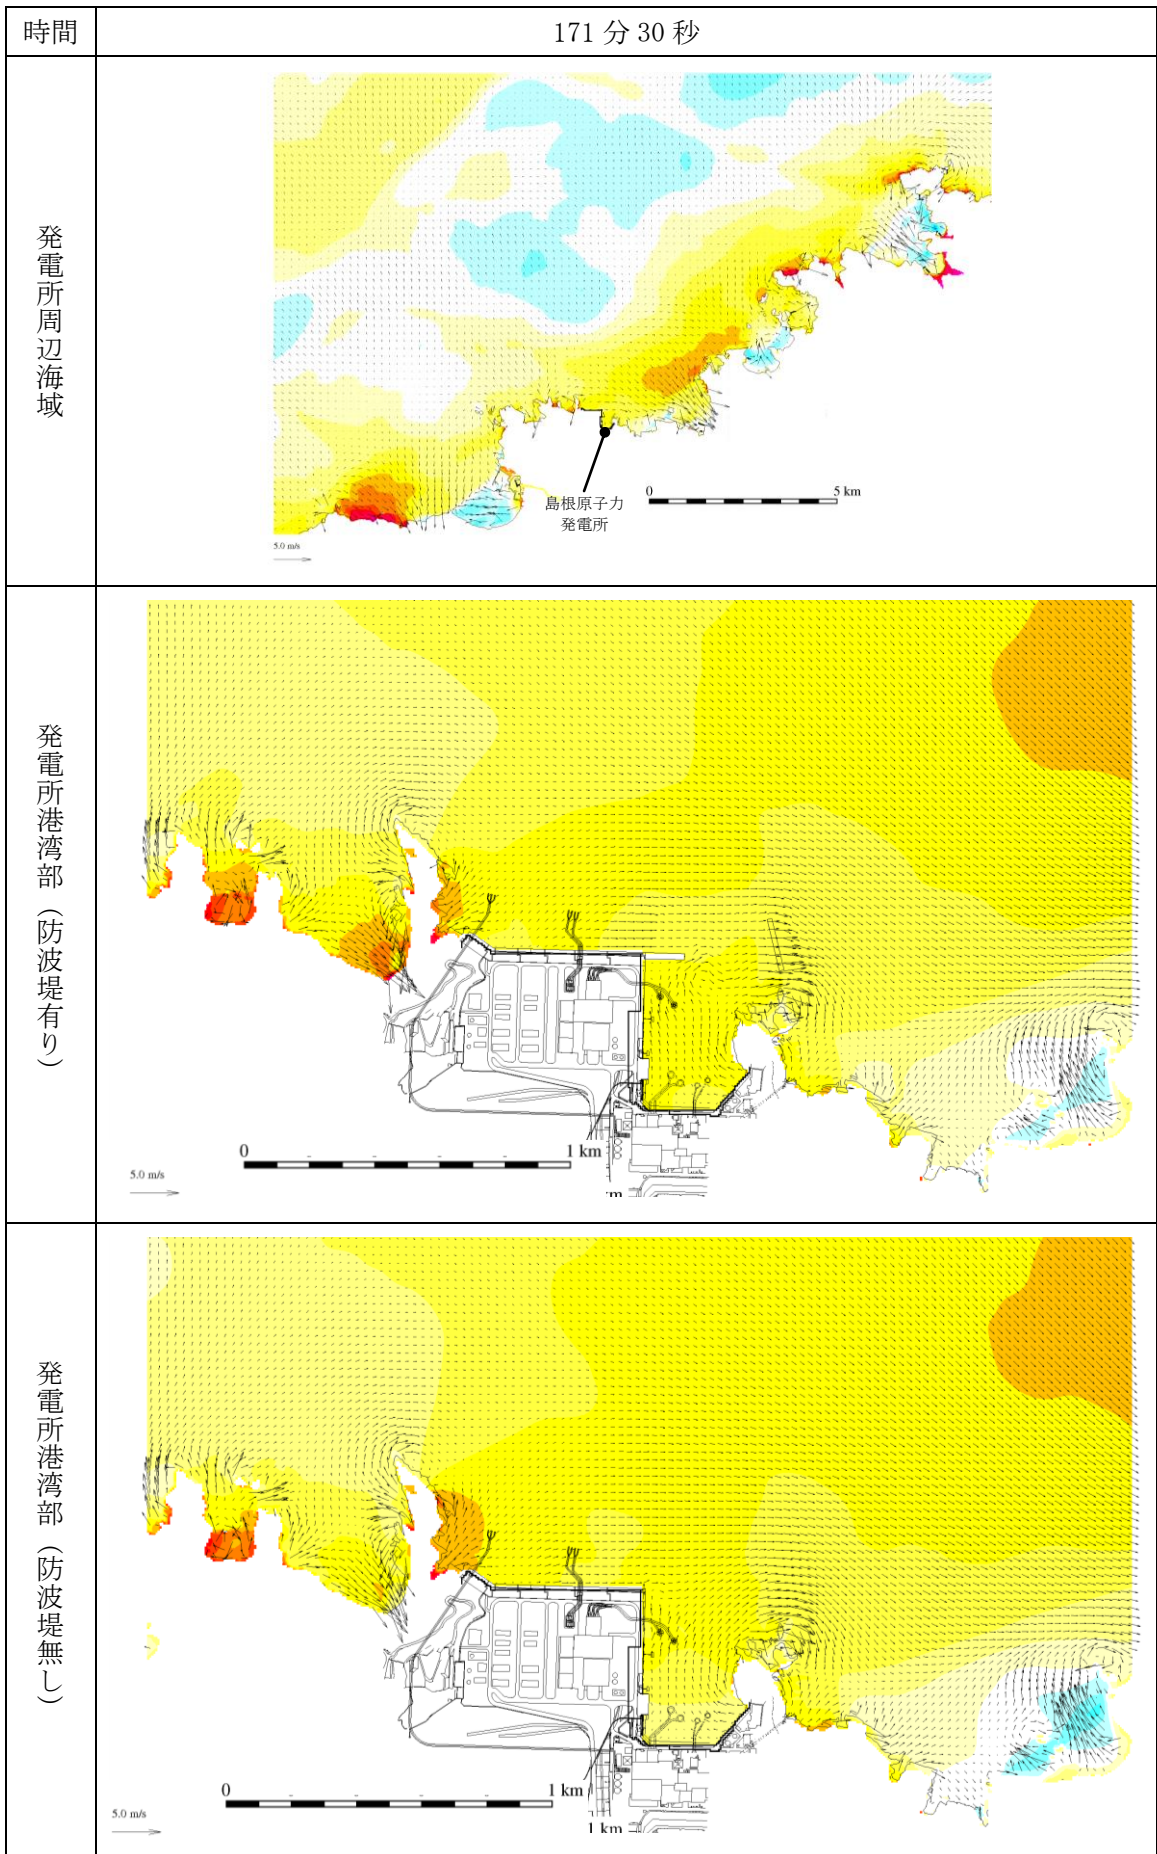 時間
171 分 30 秒
発電所周辺海域
島根原子力
発電所
0
5 km
5.0 m/s
発電所港湾部（防波堤有り）
0
1 km
5.0 m/s
発電所港湾部（防波堤無し）
0
1 km
5.0 m/s
1 km